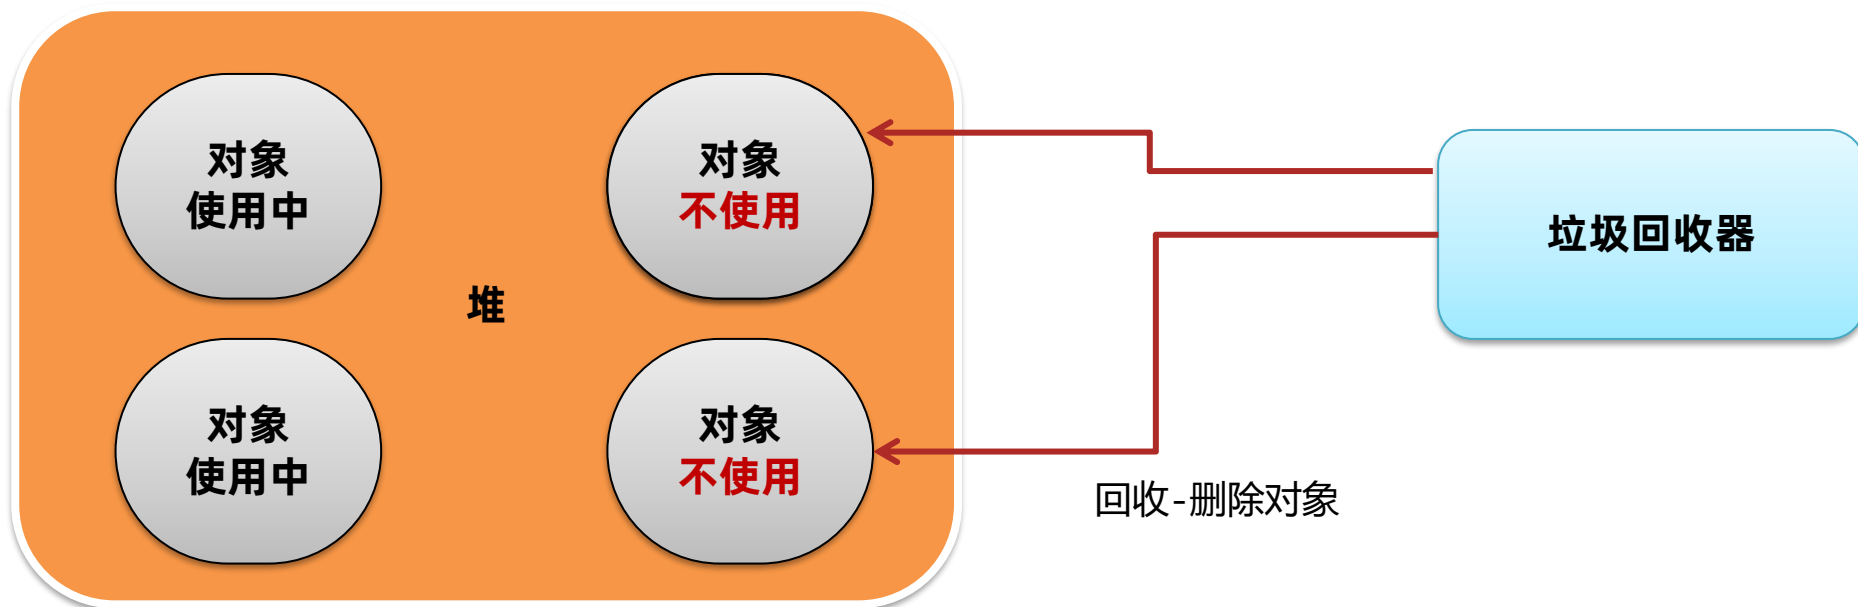 对象
使用中
对象
不使用
垃圾回收器
堆
对象
使用中
对象
不使用
回收-删除对象